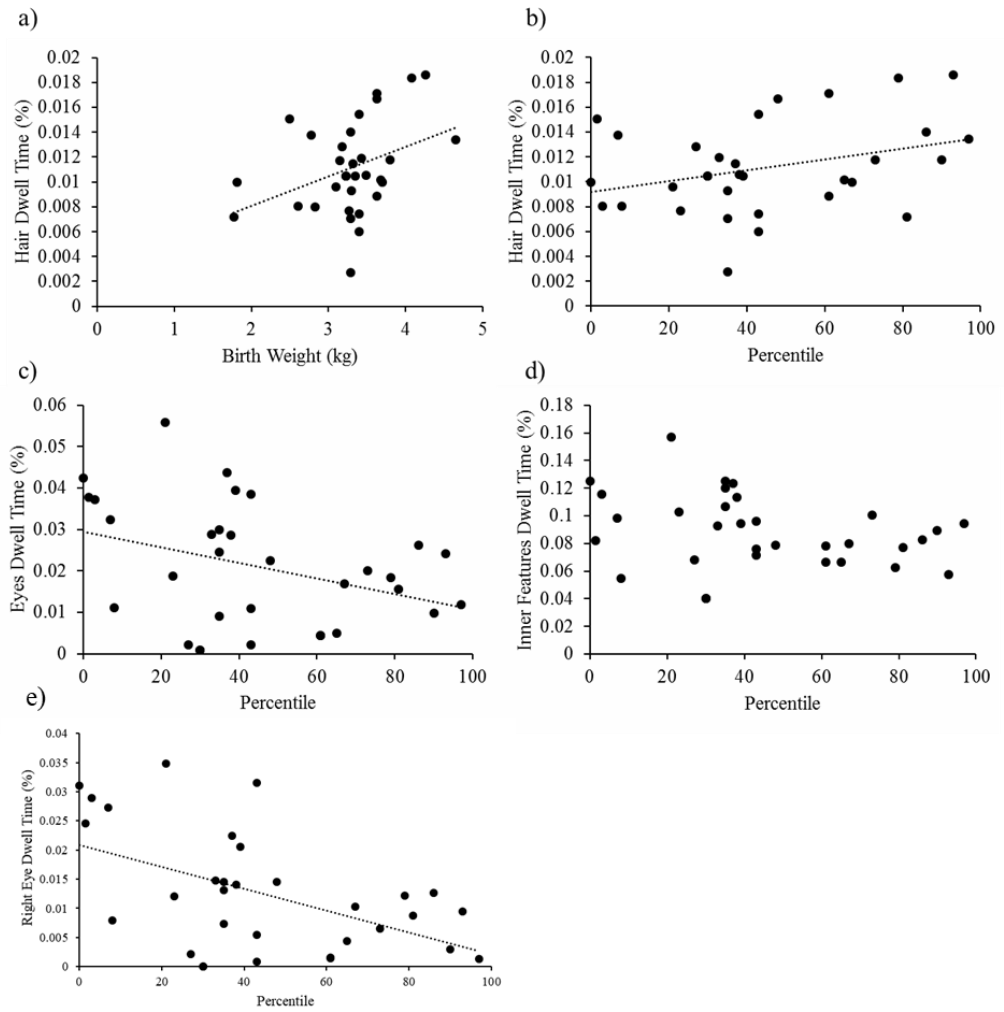 a)
Hair Dwell Time (%)
0.02
0.018
0.016
0.014
0.012
0.01
0.008
0.006
0.004
0.002
0
0 1 2 3 4 5
Birth Weight (kg)
b)
Hair Dwell Time (%)
0.02
0.018
0.016
0.014
0.012
0.01
0.008
0.006
0.004
0.002
0
0 20 40 60 80 100
Percentile
c)
Eyes Dwell Time (%)
0.06
0.05
0.04
0.03
0.02
0.01
0
0 20 40 60 80 100
Percentile
d)
Inner Features Dwell Time (%)
0.18
0.16
0.14
0.12
0.1
0.08
0.06
0.04
0.02
0
0 20 40 60 80 100
Percentile
e)
Right Eye Dwell Time (%)
0.04
0.035
0.03
0.025
0.02
0.015
0.01
0.005
0
0 20 40 60 80 100
Percentile